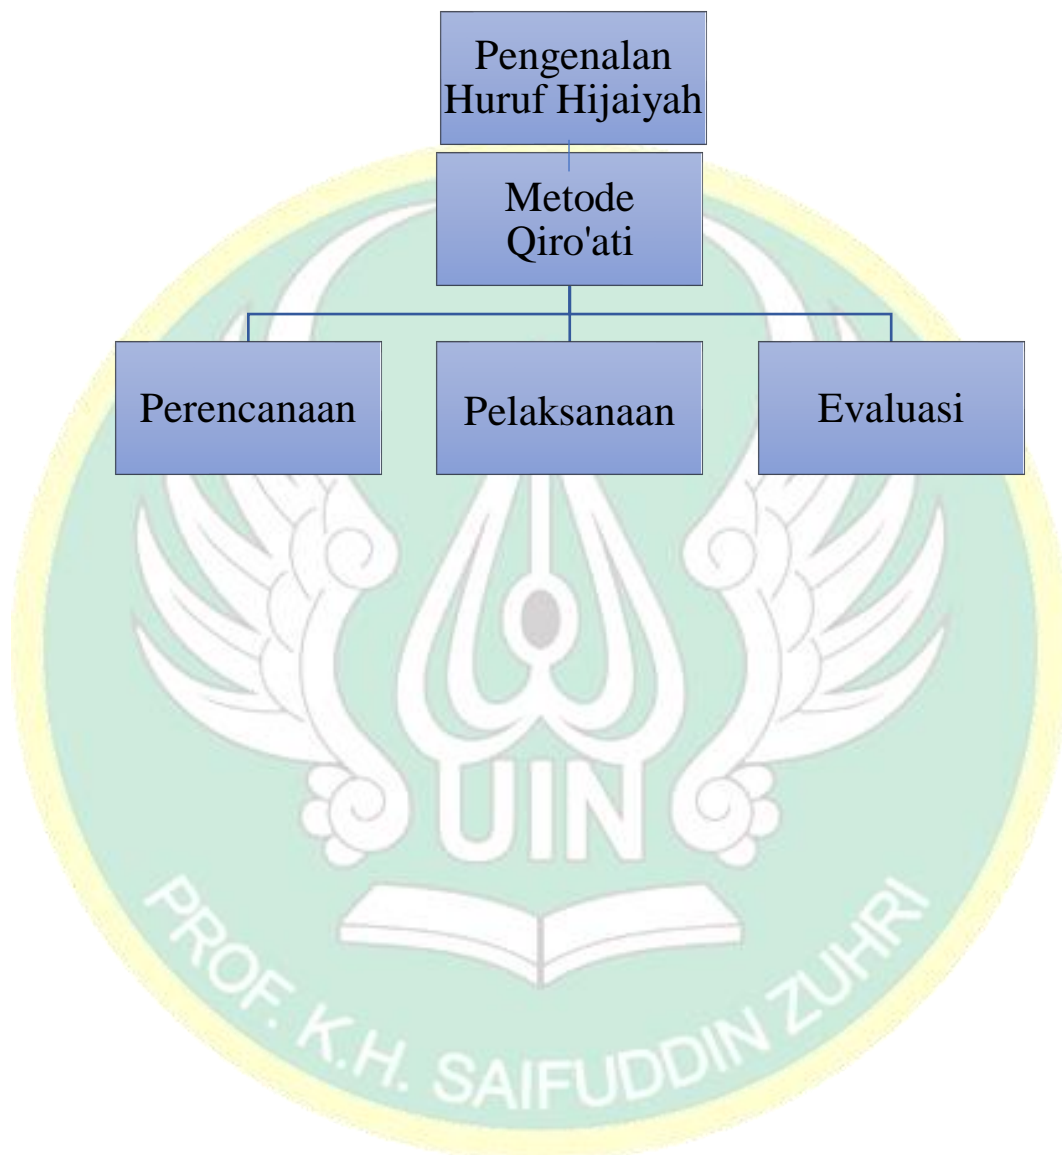 Pengenalan
Huruf Hijaiyah
Metode
Qiro'ati
Perencanaan
Pelaksanaan
Evaluasi
UIN
PROF. K.H. SAIFUDDIN ZUHRI